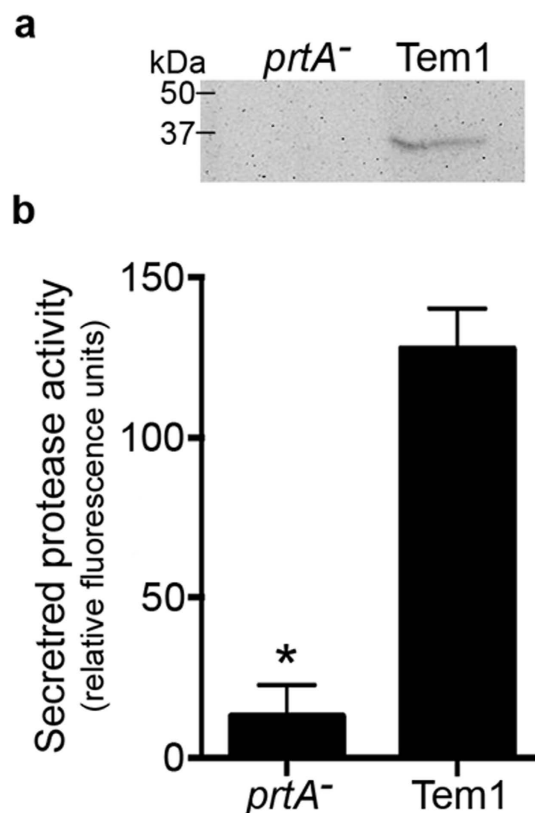 a
kDa prtA- Tem1
50
37
b
Secretred protease activity
(relative fluorescence units)
150
100
50
0
*
prtA- Tem1